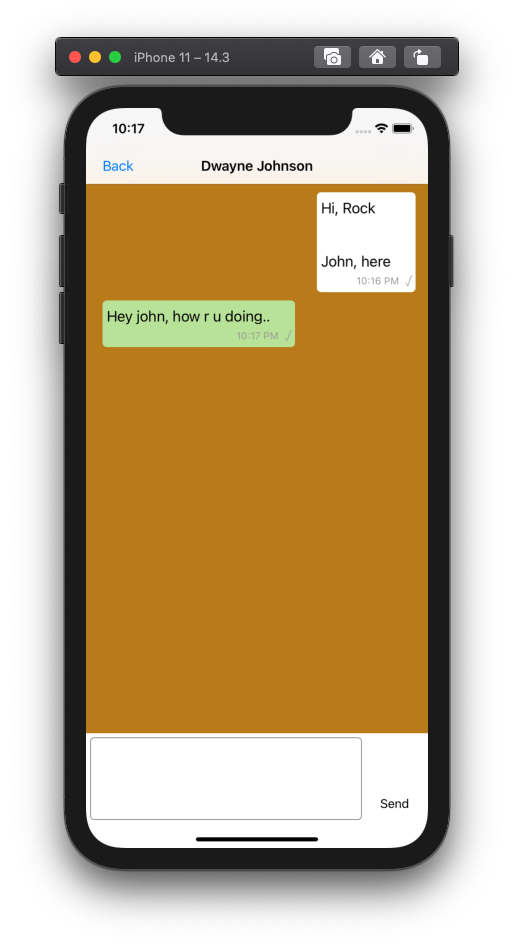 iPhone 11 – 14.3
10:17
Back Dwayne Johnson
Hi, Rock
John, here
10:16 PM ✓
Hey john, how r u doing..
10:17 PM ✓
Send